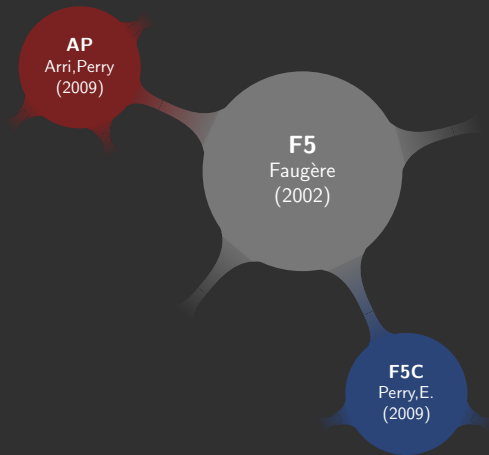 AP
Arri,Perry
(2009)
F5
Faugère
(2002)
F5C
Perry,E.
(2009)